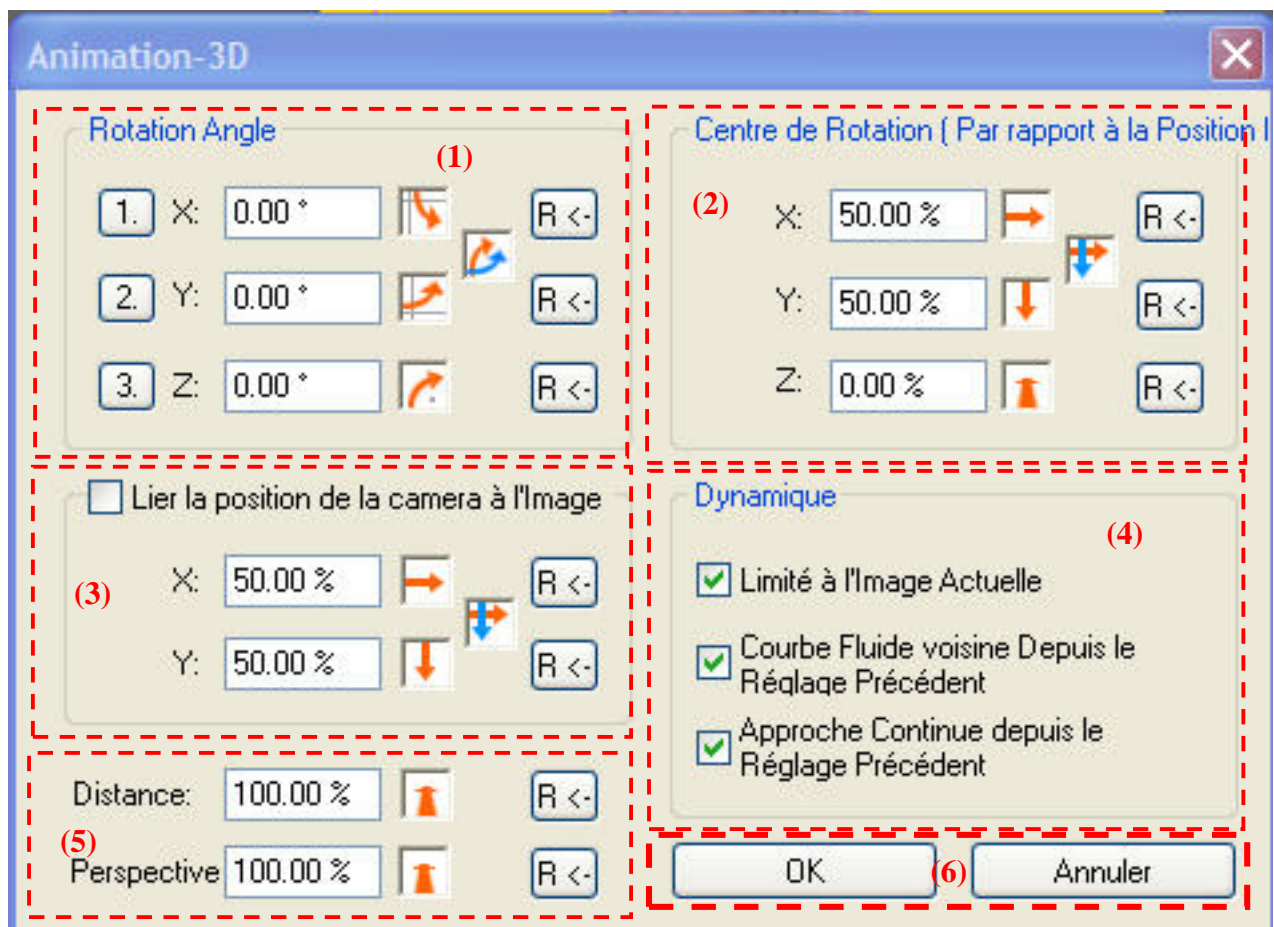 Animation-3D
Rotation Angle
(1)
1. X: 0.00 ° R <-
2. Y: 0.00 ° R <-
3. Z: 0.00 ° R <-
Centre de Rotation ( Par rapport à la Position
(2)
X: 50.00 % R <-
Y: 50.00 % R <-
Z: 0.00 % R <-
Lier la position de la camera à l'Image
(3)
X: 50.00 % R <-
Y: 50.00 % R <-
Dynamique
(4)
Limité à l'Image Actuelle
Courbe Fluide voisine Depuis le
Réglage Précédent
Approche Continue depuis le
Réglage Précédent
Distance: 100.00 % R <-
(5)
Perspective 100.00 % R <-
OK (6) Annuler